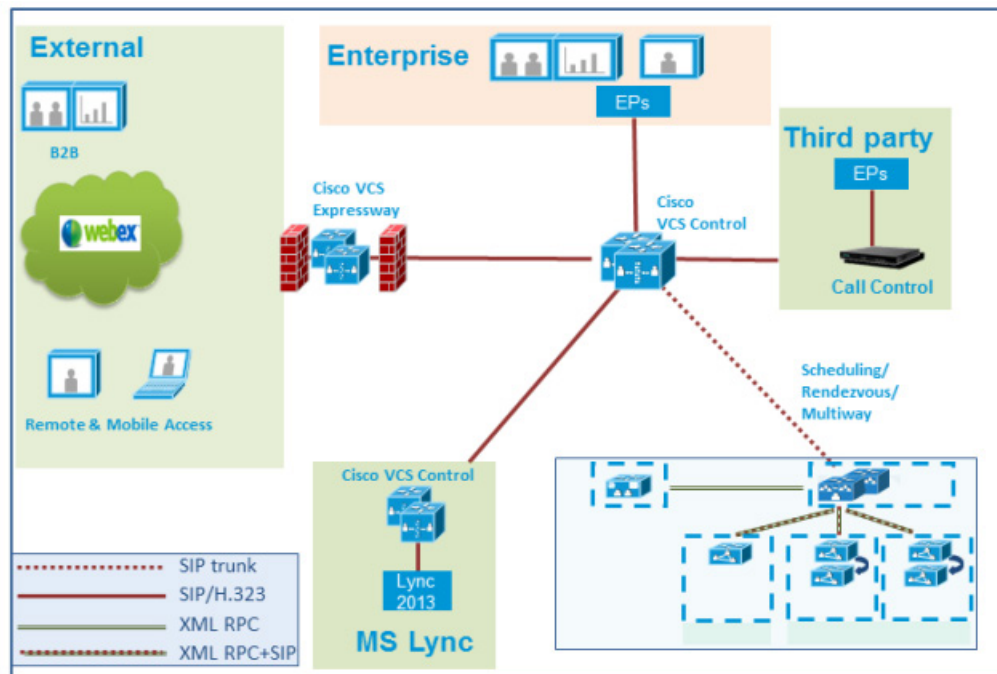 External
B2B
webex
Remote & Mobile Access
Enterprise
EPs
Cisco VCS
Expressway
Cisco
VCS Control
Third party
EPs
Call Control
Scheduling/
Rendezvous/
Multiway
Cisco VCS Control
Lync
2013
MS Lync
SIP trunk
SIP/H.323
XML RPC
XML RPC+SIP